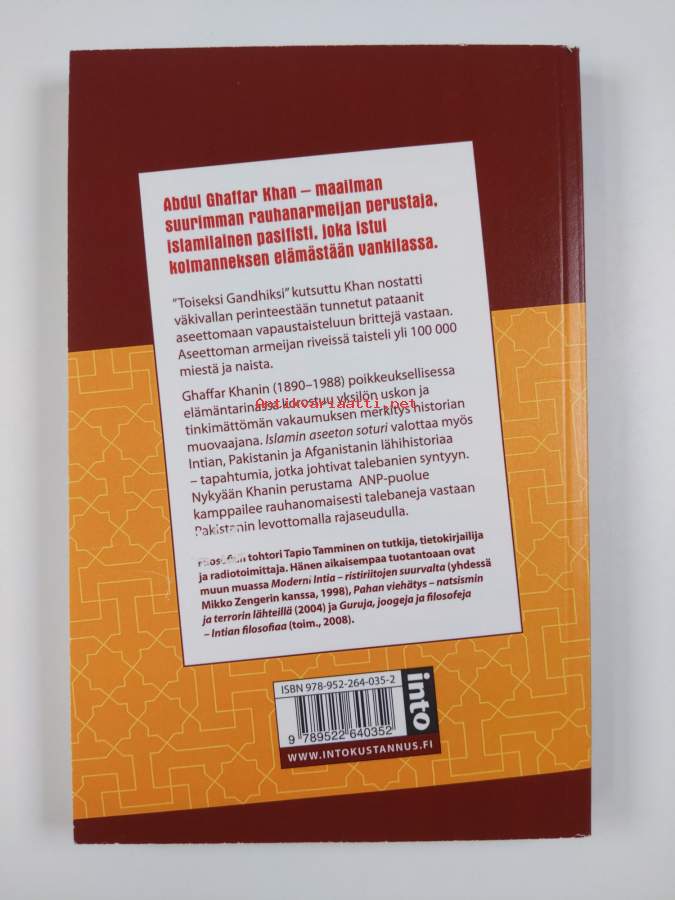 Abdul Ghaffar Khan – maailman
suurimman rauhanarmeijan perustaja,
islamilainen pasifisti, joka istui
kolmanneksen elämästään vankilassa.
”Toiseksi Gandhiksi” kutsuttu Khan nostatti
väkivallan perinteestään tunnetut pataanit
aseettomaan vapaustaisteluun brittejä vastaan.
Aseettoman armeijan riveissä taisteli yli 100 000
miestä ja naista.
Ghaffar Khanin (1890–1988) poikkeuksellisessa
elämäntarinassa korostuu yksilön uskon ja
Antikvariaatti.net
tinkimättömän vakaumuksen merkitys historian
muovaajana. Islamin aseeton soturi valottaa myös
Intian, Pakistanin ja Afganistanin lähihistoriaa
– tapahtumia, jotka johtivat talebanien syntyyn.
Nykyään Khanin perustama ANP-puolue
kamppailee rauhanomaisesti talebaneja vastaan
Pakistanin levottomalla rajaseudulla.
tohtori Tapio Tamminen on tutkija, tietokirjailija
ja radiotoimittaja. Hänen aikaisempaa tuotantoaan ovat
muun muassa Moderni Intia – ristiriitojen suurvalta (yhdessä
Mikko Zengerin kanssa, 1998), Pahan viehätys – natsismin
ja terrorin lähteillä (2004) ja Guruja, joogeja ja filosofeja
– Intian filosofiaa (toim., 2008).
ISBN 978-952-264-035-2
9 789522 640352
into
WWW.INTOKUSTANNUS.FI